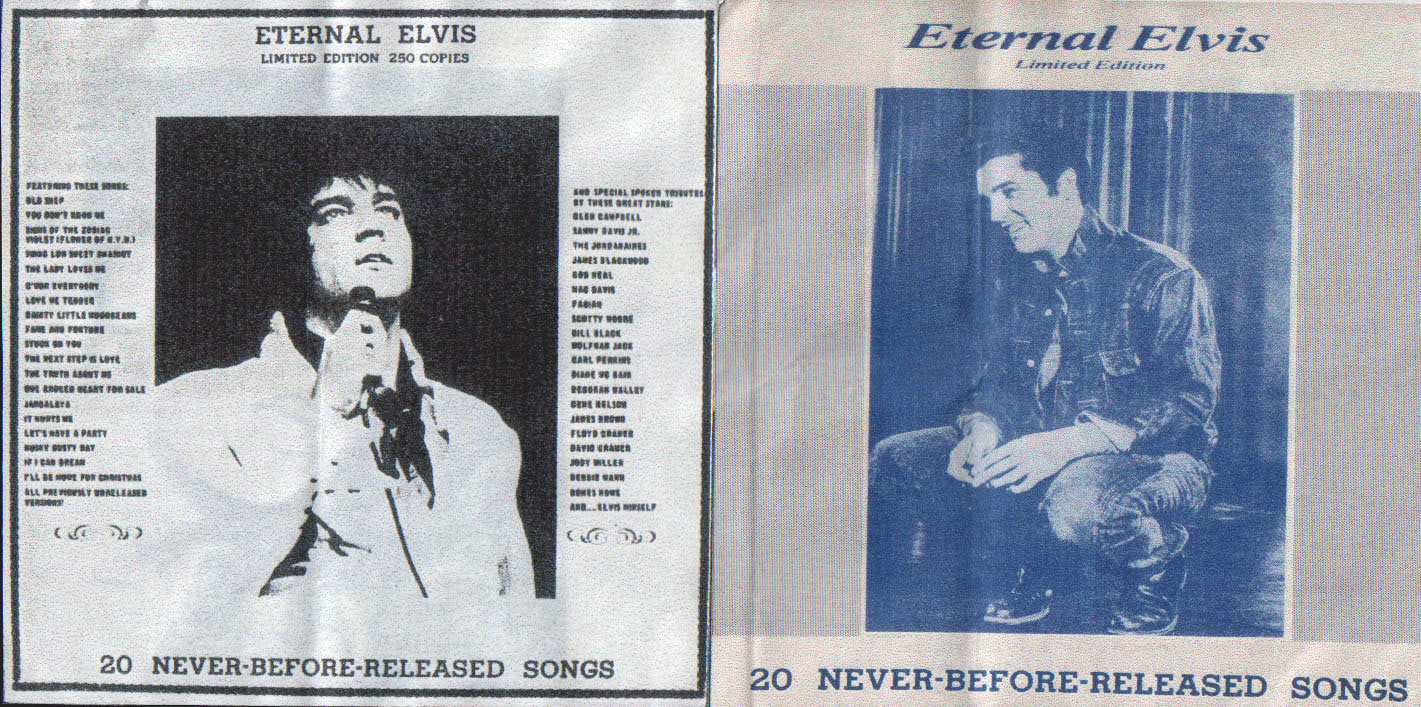 ETERNAL ELVIS
LIMITED EDITION 250 COPIES
FEATURING THESE SONGS:
OLD SHEP
YOU DON'T KNOW ME
SIGNS OF THE ZODIAC
VIOLET (FLOWER OF N.Y.U.)
SWING LOW SWEET CHARIOT
THE LADY LOVES ME
C'MON EVERYBODY
LOVE ME TENDER
DAINTY LITTLE MOONBEAMS
FAME AND FORTUNE
STUCK ON YOU
THE NEXT STEP IS LOVE
THE TRUTH ABOUT ME
ONE BROKEN HEART FOR SALE
JAMBALAYA
IT HURTS ME
LET'S HAVE A PARTY
HUSKY DUSTY DAY
IF I CAN DREAM
I'LL BE HOME FOR CHRISTMAS
ALL PREVIOUSLY UNRELEASED
VERSIONS!
AND SPECIAL SPOKEN TRIBUTES
BY THESE GREAT STARS:
GLEN CAMPBELL
SAMMY DAVIS JR.
THE JORDANAIRES
JAMES BLACKWOOD
BOB NEAL
MAC DAVIS
FABIAN
SCOTTY MOORE
BILL BLACK
WOLFMAN JACK
CARL PERKINS
DIANE MC BAIN
DEBORAH WALLEY
GENE NELSON
JAMES BROWN
FLOYD CRAMER
DAVID CRAMER
JODY MILLER
BONES HOWE
AND....ELVIS HIMSELF
20 NEVER-BEFORE-RELEASED SONGS
Eternal Elvis
Limited Edition
20 NEVER-BEFORE-RELEASED SONGS